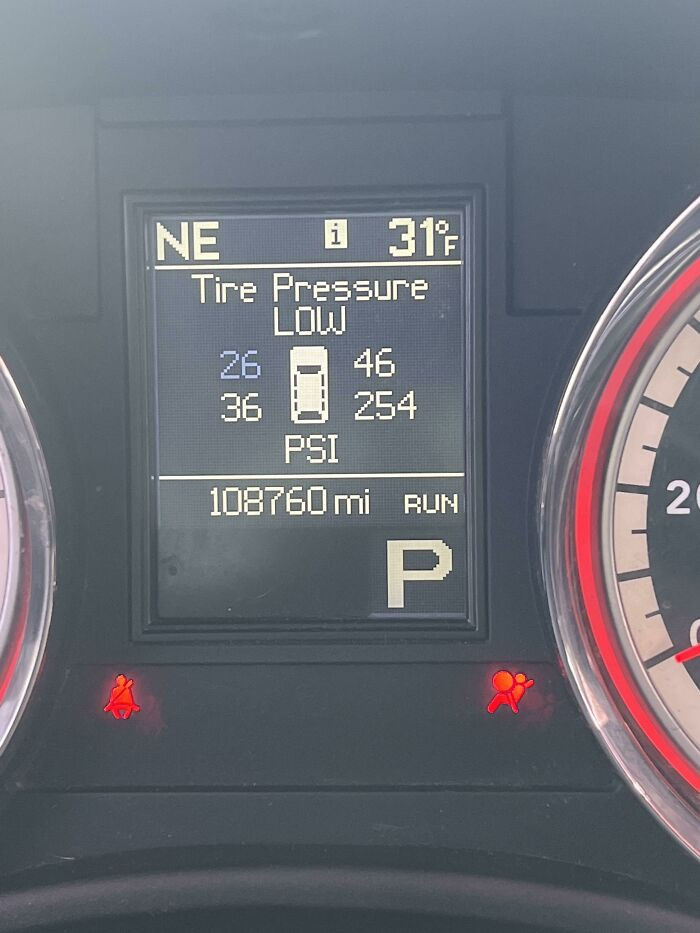 NE i 31°F
Tire Pressure
LOW
26 46
36 254
PSI
108760 mi RUN
P